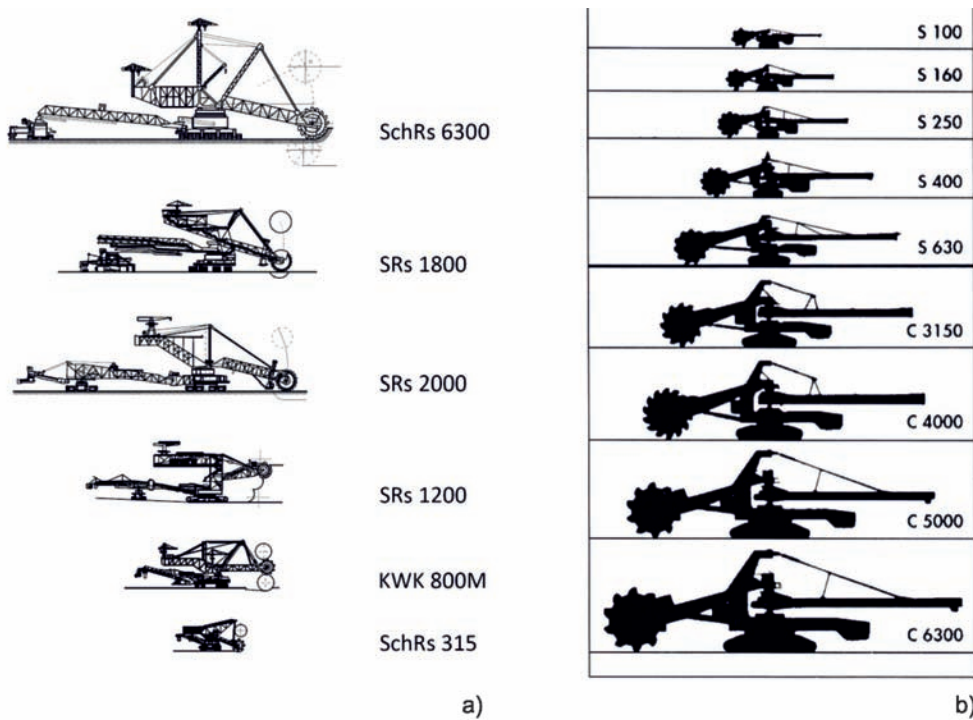 SchRs 6300
SRs 1800
SRs 2000
SRs 1200
KWK 800M
SchRs 315
a)
S 100
S 160
S 250
S 400
S 630
C 3150
C 4000
C 5000
C 6300
b)